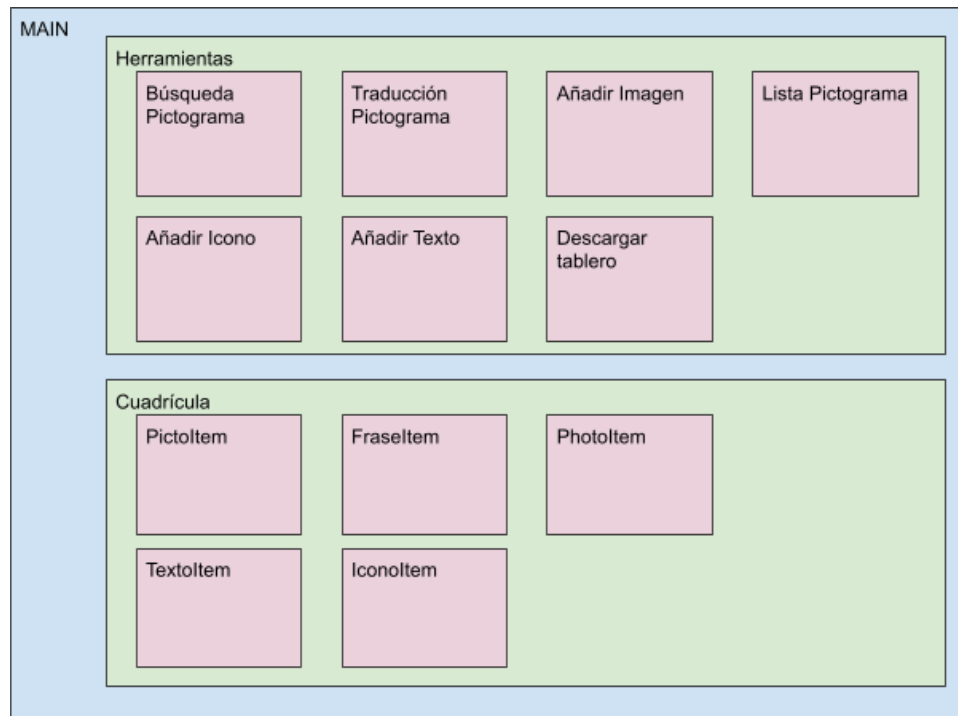 MAIN
Herramientas
Búsqueda
Pictograma
Traducción
Pictograma
Añadir Imagen
Lista Pictograma
Añadir Icono
Añadir Texto
Descargar
tablero
Cuadrícula
PictoItem
FraseItem
PhotoItem
TextoItem
IconoItem